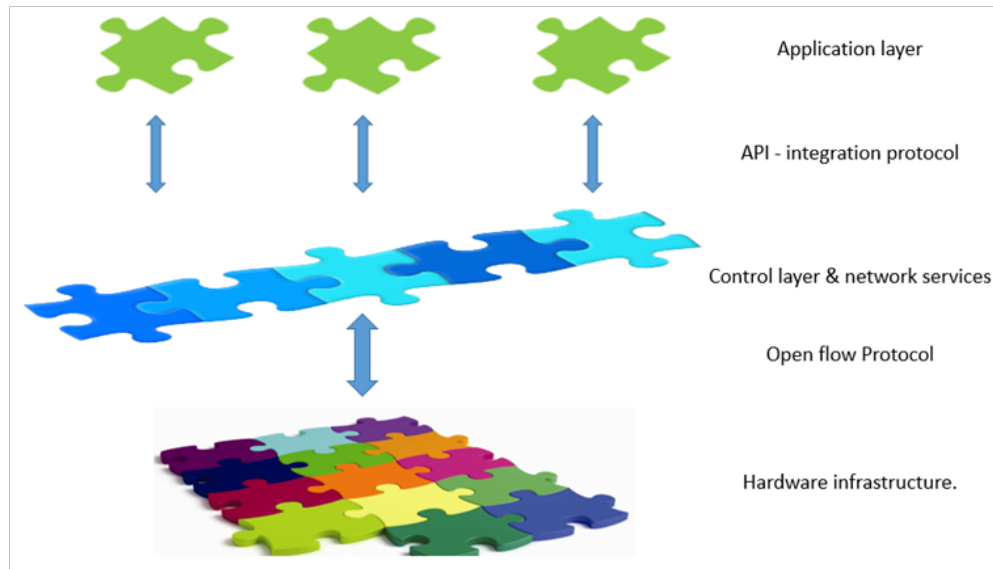 Application layer
API - integration protocol
Control layer & network services
Open flow Protocol
Hardware infrastructure.